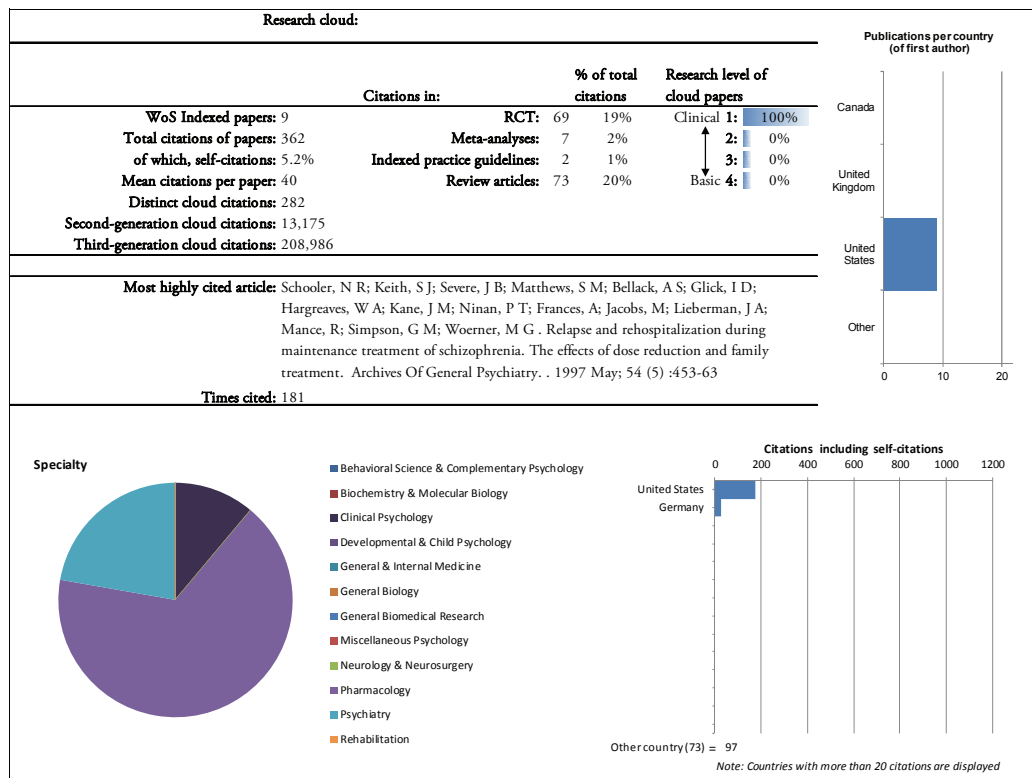 Research cloud:
Citations in:
% of total
citations
Research level of
cloud papers
WoS Indexed papers: 9
Total citations of papers: 362
of which, self-citations: 5.2%
Mean citations per paper: 40
Distinct cloud citations: 282
Second-generation cloud citations: 13,175
Third-generation cloud citations: 208,986
RCT: 69 19%
Meta-analyses: 7 2%
Indexed practice guidelines: 2 1%
Review articles: 73 20%
Clinical 1: 100%
2: 0%
3: 0%
Basic 4: 0%
Most highly cited article: Schooler, N R; Keith, S J; Severe, J B; Matthews, S M; Bellack, A S; Glick, I D;
Hargreaves, W A; Kane, J M; Ninan, P T; Frances, A; Jacobs, M; Lieberman, J A;
Mance, R; Simpson, G M; Woerner, M G . Relapse and rehospitalization during
maintenance treatment of schizophrenia. The effects of dose reduction and family
treatment. Archives Of General Psychiatry. . 1997 May; 54 (5) :453-63
Times cited: 181
Publications per country
(of first author)
Canada
United
Kingdom
United
States
Other
0 10 20
Specialty
Behavioral Science & Complementary Psychology
Biochemistry & Molecular Biology
Clinical Psychology
Developmental & Child Psychology
General & Internal Medicine
General Biology
General Biomedical Research
Miscellaneous Psychology
Neurology & Neurosurgery
Pharmacology
Psychiatry
Rehabilitation
Citations including self-citations
0 200 400 600 800 1000 1200
United States
Germany
Other country (73) = 97
Note: Countries with more than 20 citations are displayed